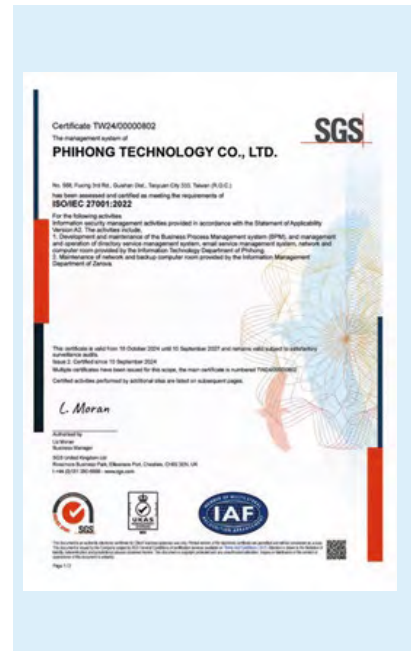 Certificate TW24/00000802
SGS
The management system of
PHIHONG TECHNOLOGY CO., LTD.
No. 568, Fuxing 3rd Rd., Guishan Dist., Taoyuan City 333, Taiwan (R.O.C.)
has been assessed and certified as meeting the requirements of
ISO/IEC 27001:2022
For the following activities
Information security management activities provided in accordance with the Statement of Applicability
Version A2. The activities include,
1. Development and maintenance of the Business Process Management system (BPM), and management
and operation of directory service management system, email service management system, network and
computer room provided by the Information Technology Department of Phihong.
2. Maintenance of network and backup computer room provided by the Information Management
Department of Zerova.
This certificate is valid from 19 October 2024 until 10 September 2027 and remains valid subject to satisfactory
surveillance audits.
Issue 2. Certified since 10 September 2024
Multiple certificates have been issued for this scope, the main certificate is numbered TW24/00000802
Certified activities performed by additional sites are listed on subsequent pages.
L. Moran
Authorised by
Liz Moran
Business Manager
SGS United Kingdom Ltd
Rossmore Business Park, Ellesmere Port, Cheshire, CH65 3EN, UK
SGS
UKAS
IAF
Page 1 / 2